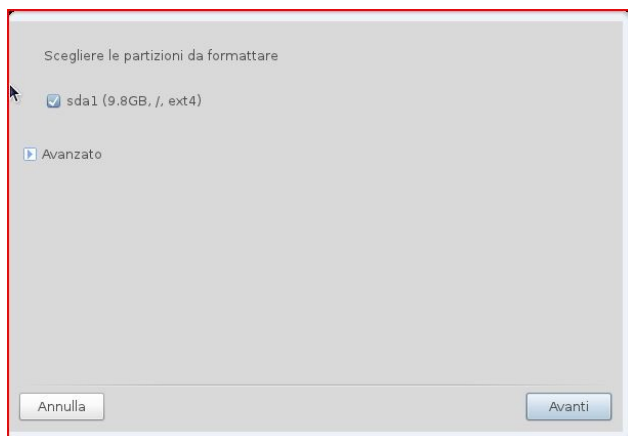 Scegliere le partizioni da formattare
sda1 (9.8GB, /, ext4)
Avanzato
Annulla
Avanti